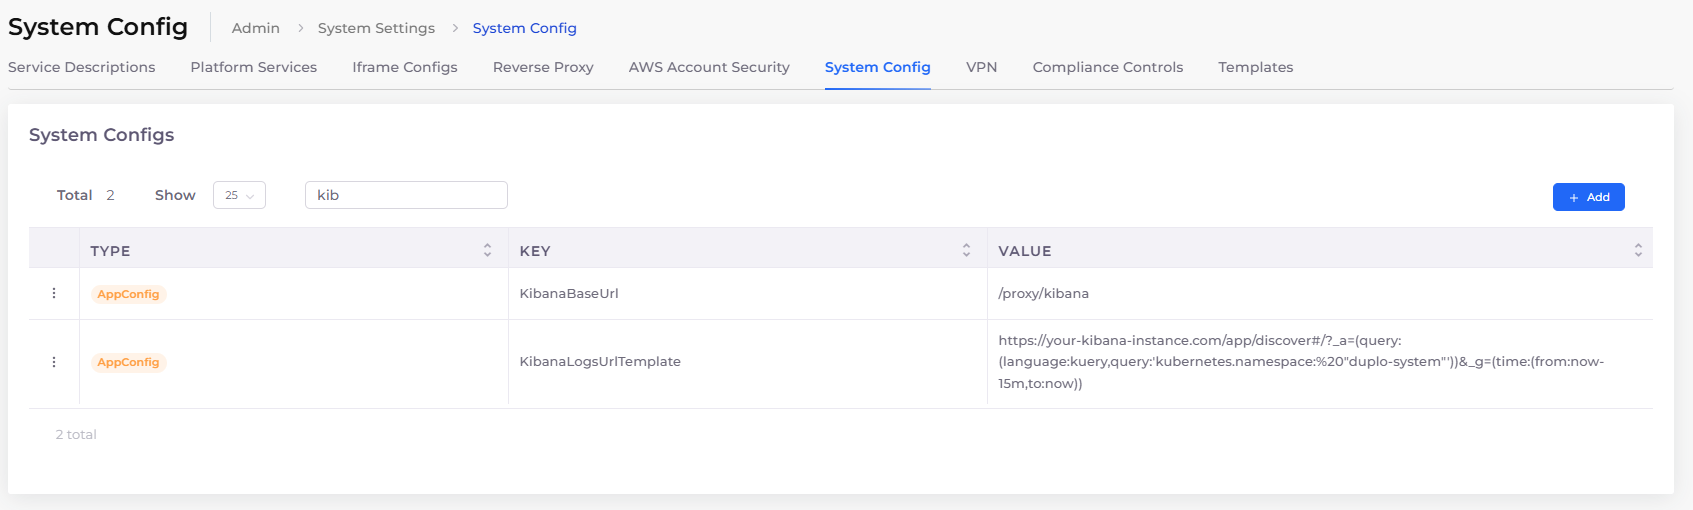 System Config
Admin > System Settings > System Config
Service Descriptions Platform Services Iframe Configs Reverse Proxy AWS Account Security System Config VPN Compliance Controls Templates
System Configs
Total 2 Show 25 kib + Add
TYPE KEY VALUE
AppConfig KibanaBaseUrl /proxy/kibana
https://your-kibana-instance.com/app/discover#/?_a=(query:
AppConfig KibanaLogsUrlTemplate (language:kuery,query:'kubernetes.namespace:%20"duplo-system"'))&_g=(time:(from:now-
15m,to:now))
2 total